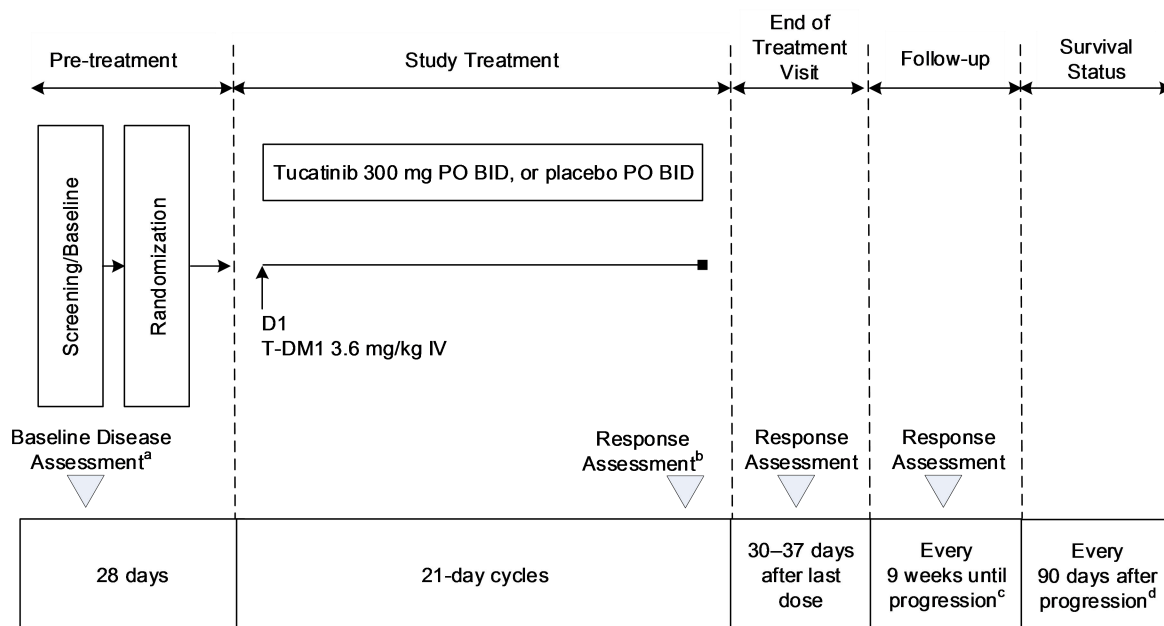 Pre-treatment
Study Treatment
End of
Treatment
Visit
Follow-up
Survival
Status
Screening/Baseline
Randomization
Tucatinib 300 mg PO BID, or placebo PO BID
D1
T-DM1 3.6 mg/kg IV
Baseline Disease
Assessmentᵃ
Response
Assessmentᵇ
Response
Assessment
Response
Assessment
28 days
21-day cycles
30–37 days
after last
dose
Every
9 weeks until
progressionᶜ
Every
90 days after
progressionᵈ